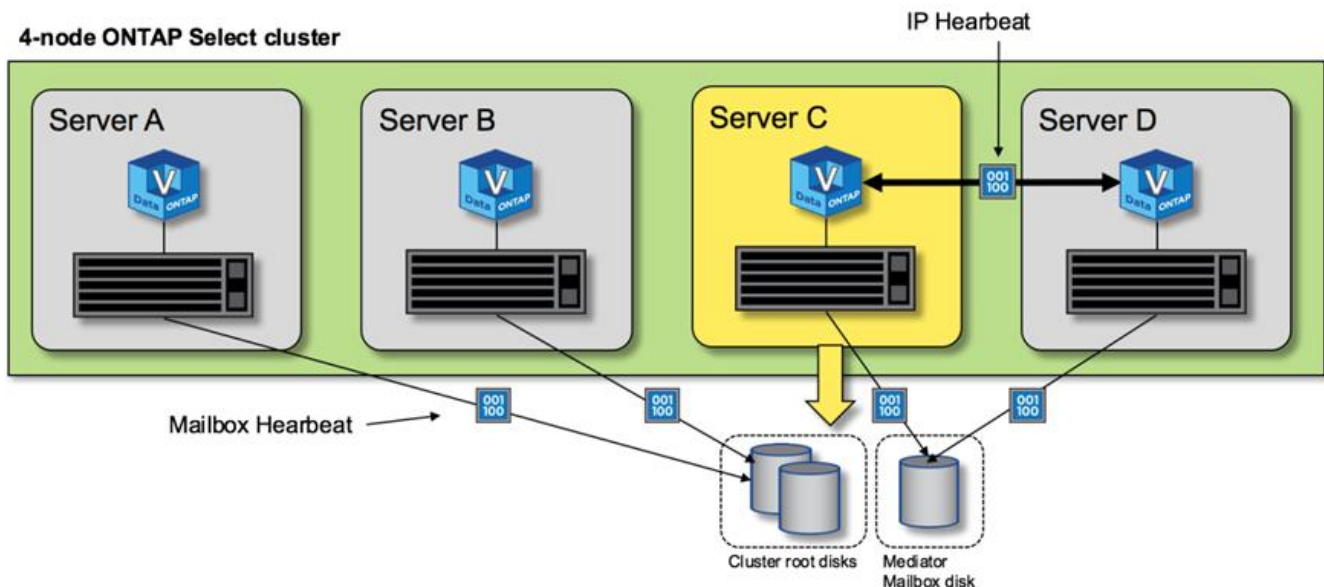 IP Hearbeat
4-node ONTAP Select cluster
Server A
Server B
Server C
Server D
V
Data ONTAP
V
Data ONTAP
V
Data ONTAP
V
Data ONTAP
001
100
001
100
001
100
001
100
001
100
Mailbox Hearbeat
Cluster root disks
Mediator
Mailbox disk